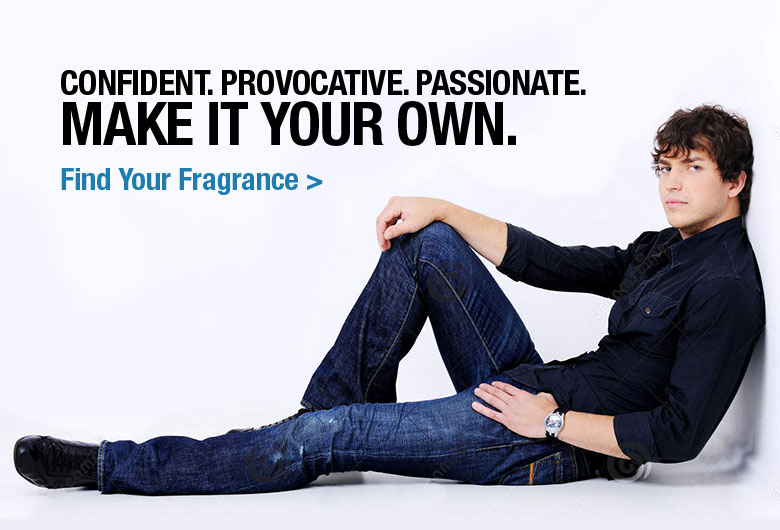 CONFIDENT. PROVOCATIVE. PASSIONATE.
MAKE IT YOUR OWN.
Find Your Fragrance >